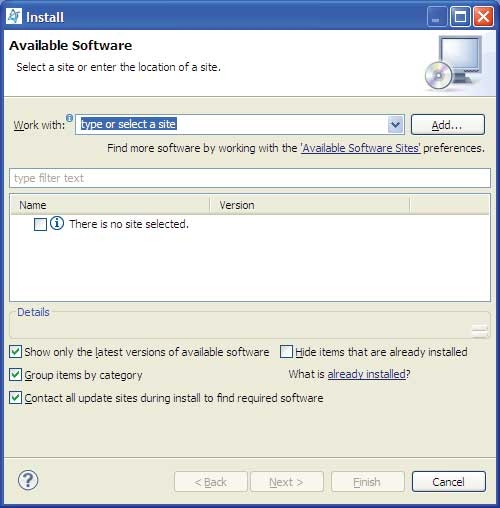 Install
Available Software
Select a site or enter the location of a site.
Work with: type or select a site Add...
Find more software by working with the 'Available Software Sites' preferences.
type filter text
Name Version
There is no site selected.
Details
Show only the latest versions of available software Hide items that are already installed
Group items by category What is already installed?
Contact all update sites during install to find required software
? < Back Next > Finish Cancel